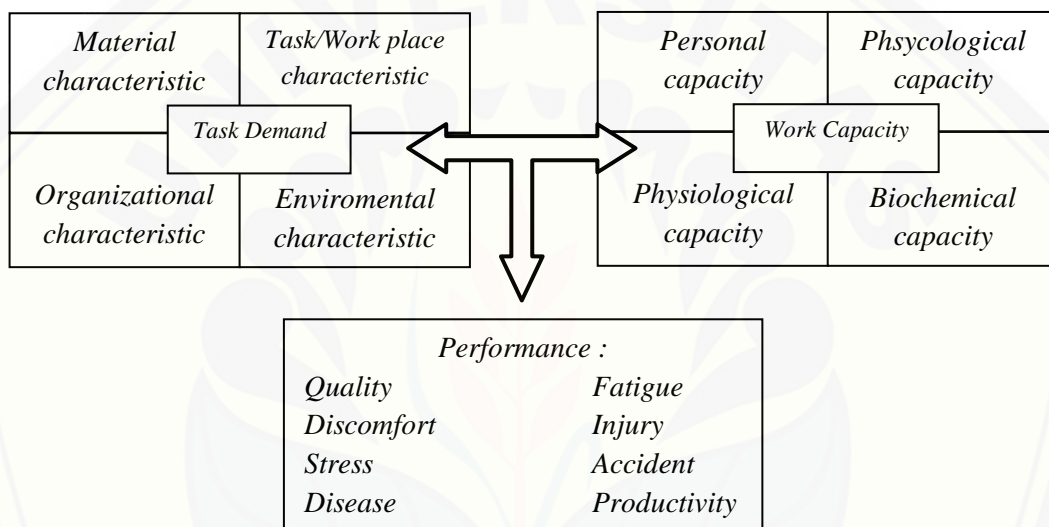 Material
characteristic
Task/Work place
characteristic
Task Demand
Organizational
characteristic
Enviromental
characteristic
Personal
capacity
Phsycological
capacity
Work Capacity
Physiological
capacity
Biochemical
capacity
Performance :
Quality
Fatigue
Discomfort
Injury
Stress
Accident
Disease
Productivity